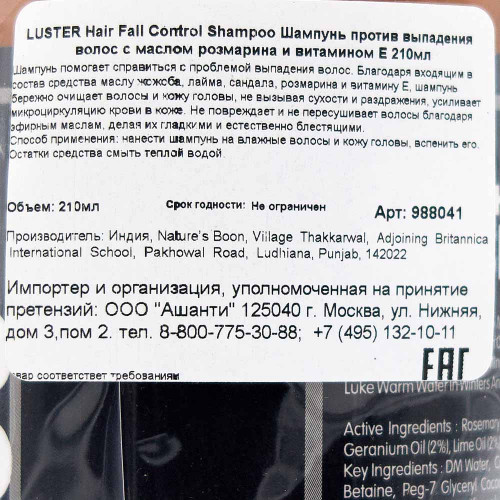 LUSTER Hair Fall Control Shampoo Шампунь против выпадения
волос с маслом розмарина и витамином Е 210мл
Шампунь помогает справиться с проблемой выпадения волос. Благодаря входящим в
состав средства маслу жожоба, лайма, сандала, розмарина и витамину Е, шампунь
бережно очищает волосы и кожу головы, не вызывая сухости и раздражения, усиливает
микроциркуляцию крови в коже. Не повреждает и не пересушивает волосы благодаря
эфирным маслам, делая их гладкими и естественно блестящими.
Способ применения: нанести шампунь на влажные волосы и кожу головы, вспенить его.
Остатки средства смыть теплой водой.
Объем: 210мл Срок годности: Не ограничен
Арт: 988041
Производитель: Индия, Nature's Boon, Village Thakkarwal, Adjoining Britannica
International School, Pakhowal Road, Ludhiana, Punjab, 142022
Импортер и организация, уполномоченная на принятие
претензий: ООО "Ашанти" 125040 г. Москва, ул. Нижняя,
дом 3,пом 2. тел. 8-800-775-30-88; +7 (495) 132-10-11
EAC
вар соответствует требованиям
Luke Warm Water in Winters
Active Ingredients : Rosemary
Geranium Oil (2%), Lime Oil (2%
Key Ingredients : DM Water,
Betaine, Peg-7 Glyceryl Coco